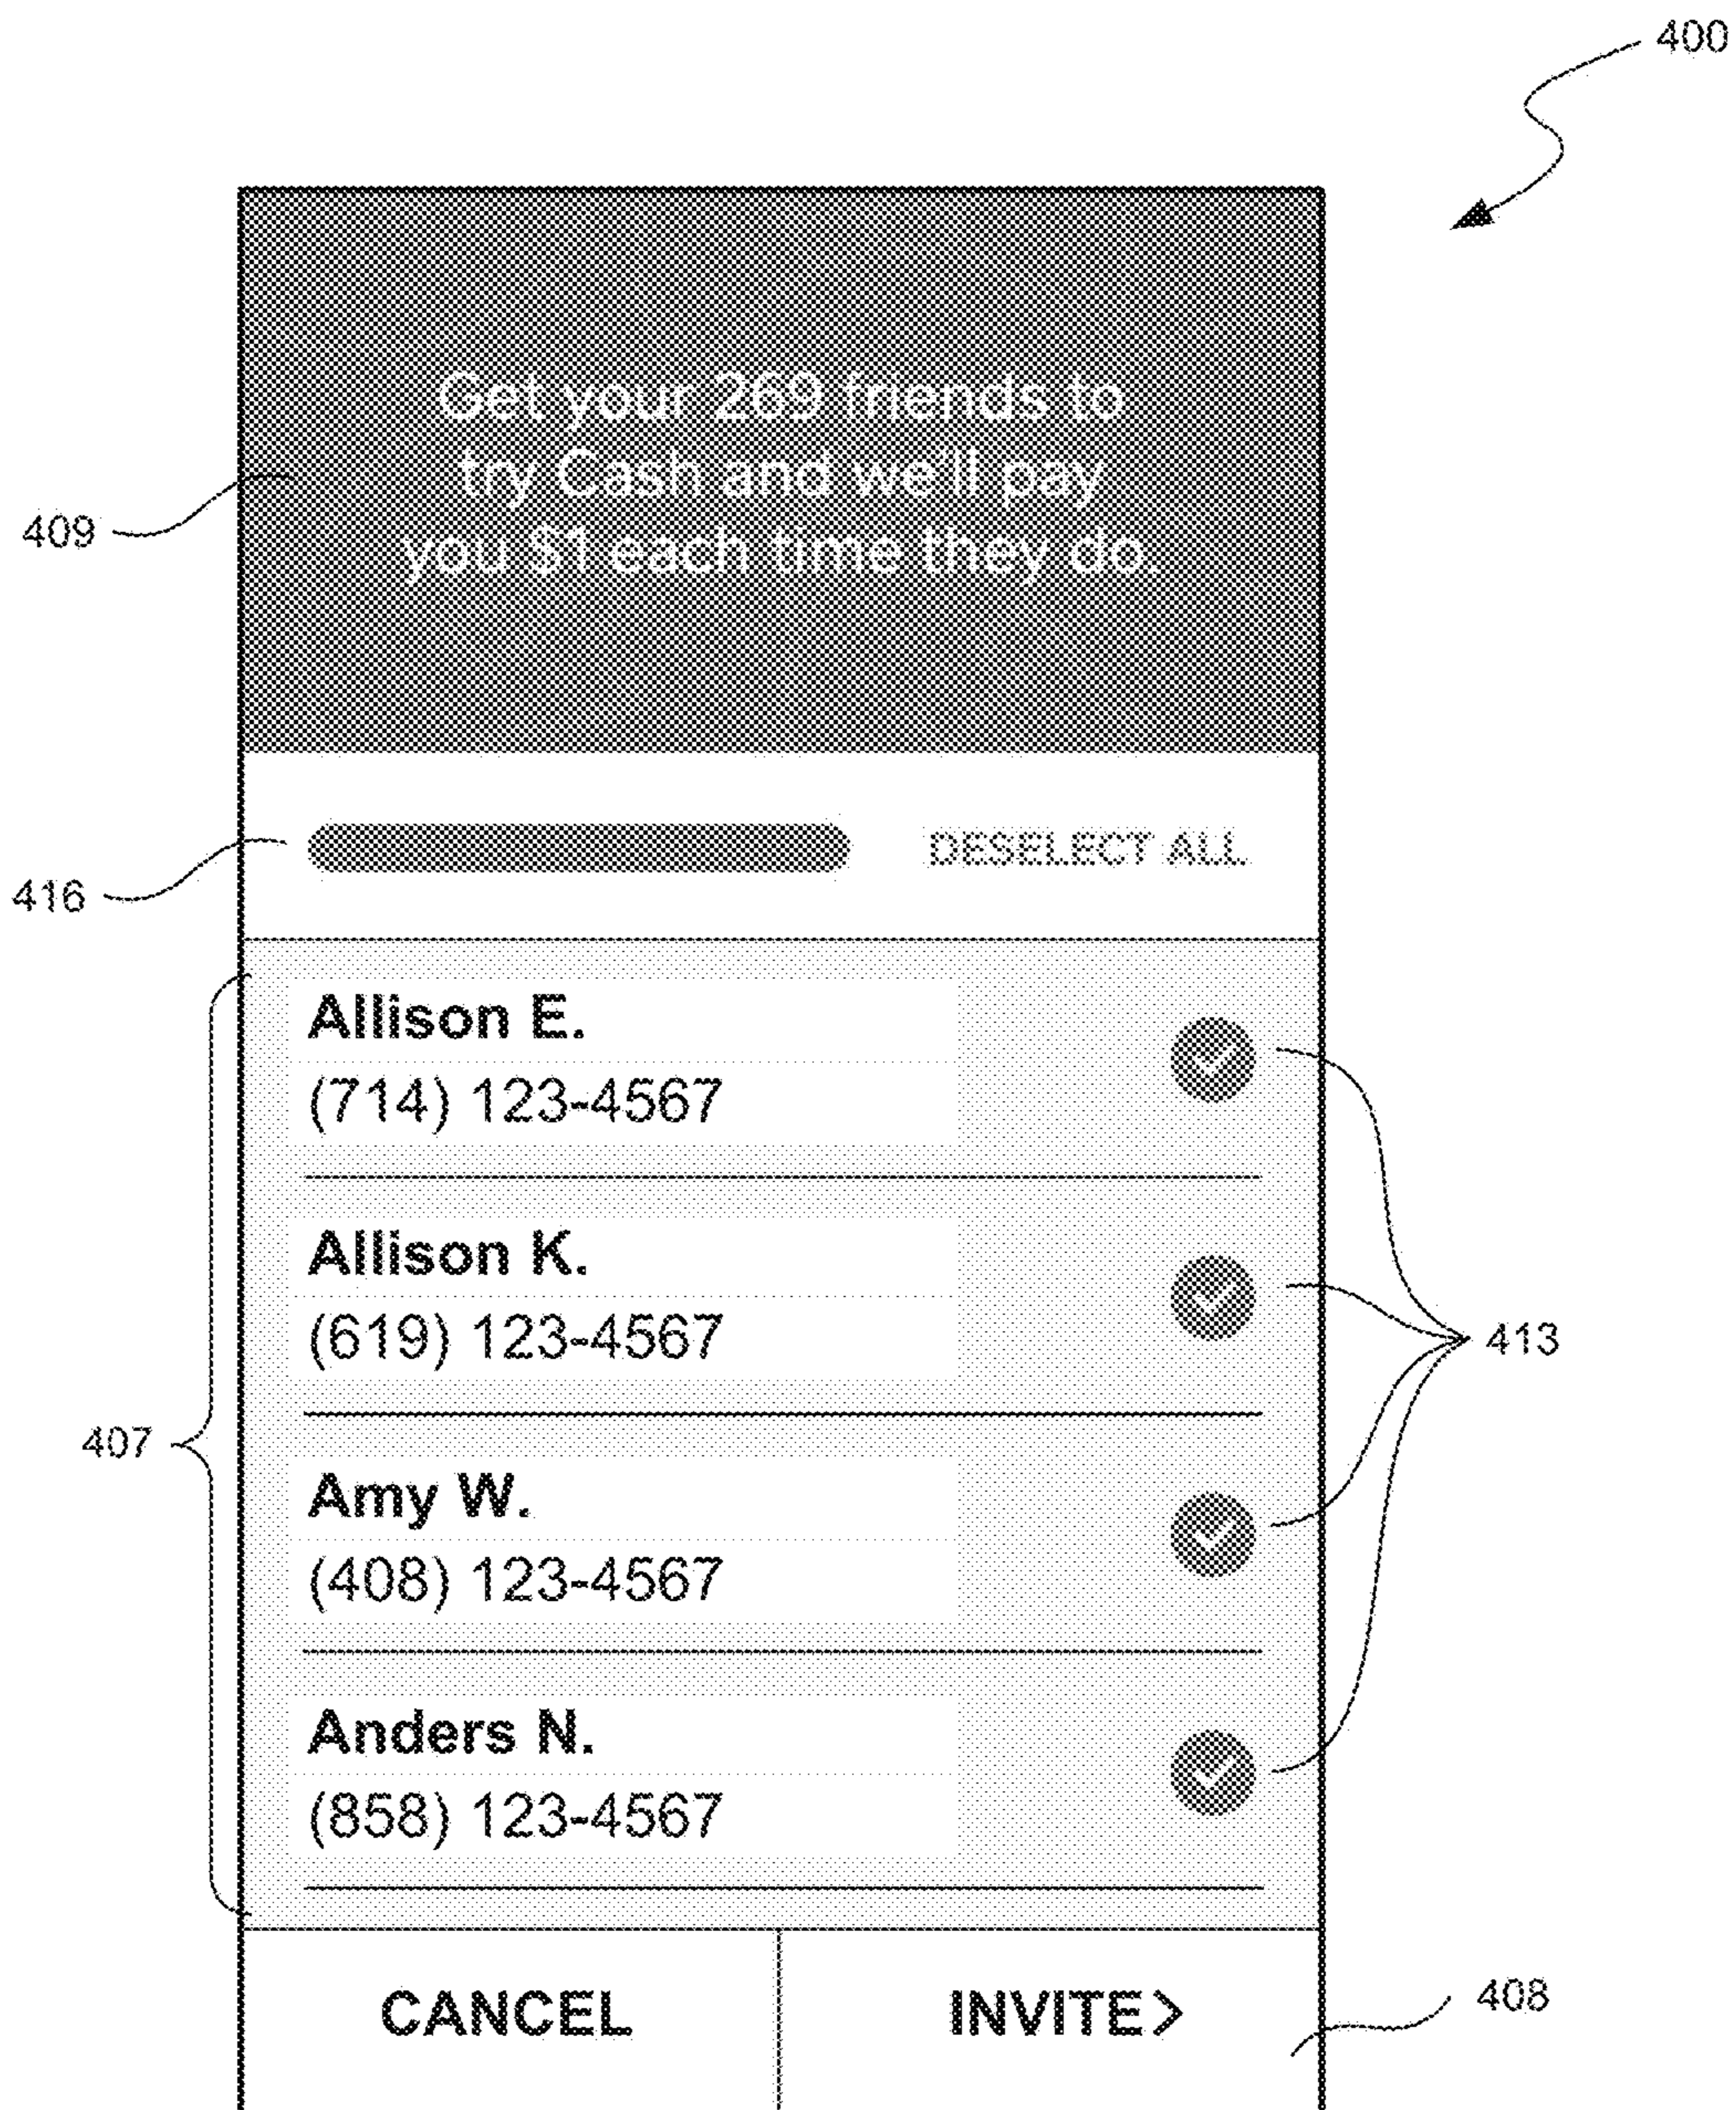 400
Get your 269 friends to
try Cash and we'll pay
you $1 each time they do.
409
416
DESELECT ALL
Allison E.
(714) 123-4567
Allison K.
(619) 123-4567
413
407
Amy W.
(408) 123-4567
Anders N.
(858) 123-4567
CANCEL
INVITE>
408